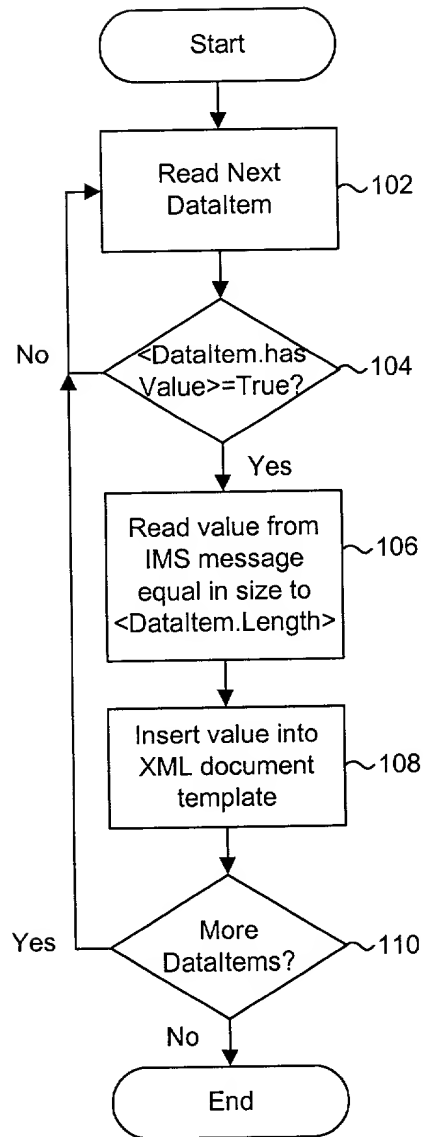 Start
Read Next
DataItem
102
No
<DataItem.has
Value>=True?
104
Yes
Read value from
IMS message
equal in size to
<DataItem.Length>
106
Insert value into
XML document
template
108
Yes
More
DataItems?
110
No
End